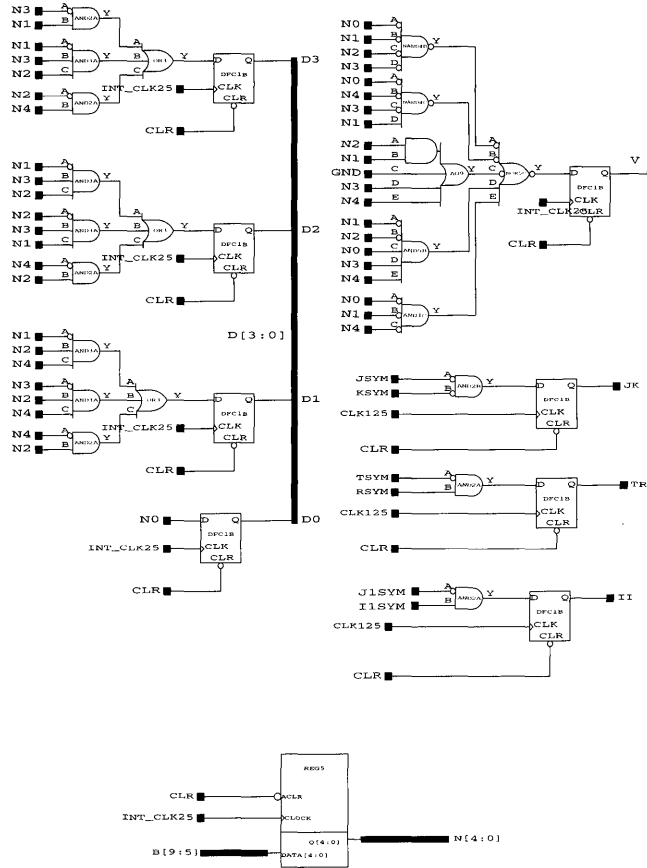 N3 A
N1 B AND2A Y
N1 A
N3 B AND3A Y
N2 C
N2 A
N4 B AND2A Y
A B C OR3 Y
D Q D3
DFC1B
INT_CLK25 CLK
CLR
CLR
N1 A
N3 B AND3A Y
N2 C
N2 A
N3 B AND3A Y
N1 C
N4 A
N2 B AND2A Y
A B C OR3 Y
D Q D2
DFC1B
INT_CLK25 CLK
CLR
CLR
D[3:0]
N1 A
N2 B AND3A Y
N4 C
N3 A
N2 B AND3A Y
N4 C
N4 A
N2 B AND2A Y
A B C OR3 Y
D Q D1
DFC1B
INT_CLK25 CLK
CLR
CLR
N0 D Q D0
DFC1B
INT_CLK25 CLK
CLR
CLR
N0 A
N1 B Y
N2 C
N3 D
N0 A
N4 B Y
N3 C
N1 D
N2 A
N1 B
GND C Y
N3 D
N4 E
N1 A
N2 B
N0 C Y
N3 D
N4 E
N0 A
N1 B Y
N4 C
A B C D E Y
D Q V
DFC1B
INT_CLK25 CLK
CLR
CLR
JSYM A
KSYM B AND2B Y
D Q JK
DFC1B
CLK125 CLK
CLR
CLR
TSYM A
RSYM B AND2A Y
D Q TR
DFC1B
CLK125 CLK
CLR
CLR
J1SYM A
I1SYM B AND2A Y
D Q II
DFC1B
CLK125 CLK
CLR
CLR
REG5
CLR ACLR
INT_CLK25 CLOCK
Q[4:0] N[4:0]
B[9:5] DATA[4:0]